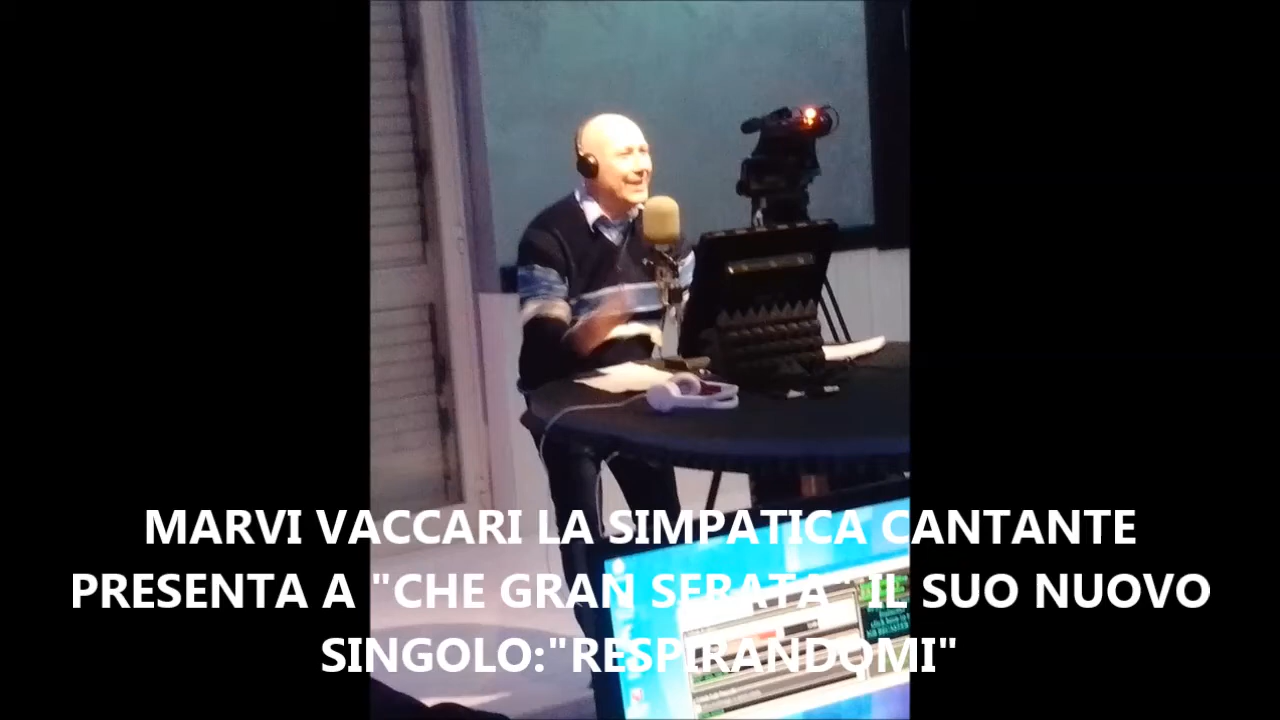 MARVI VACCARI LA SIMPATICA CANTANTE
PRESENTA A "CHE GRAN SERATA" IL SUO NUOVO
SINGOLO:"RESPIRANDOMI"